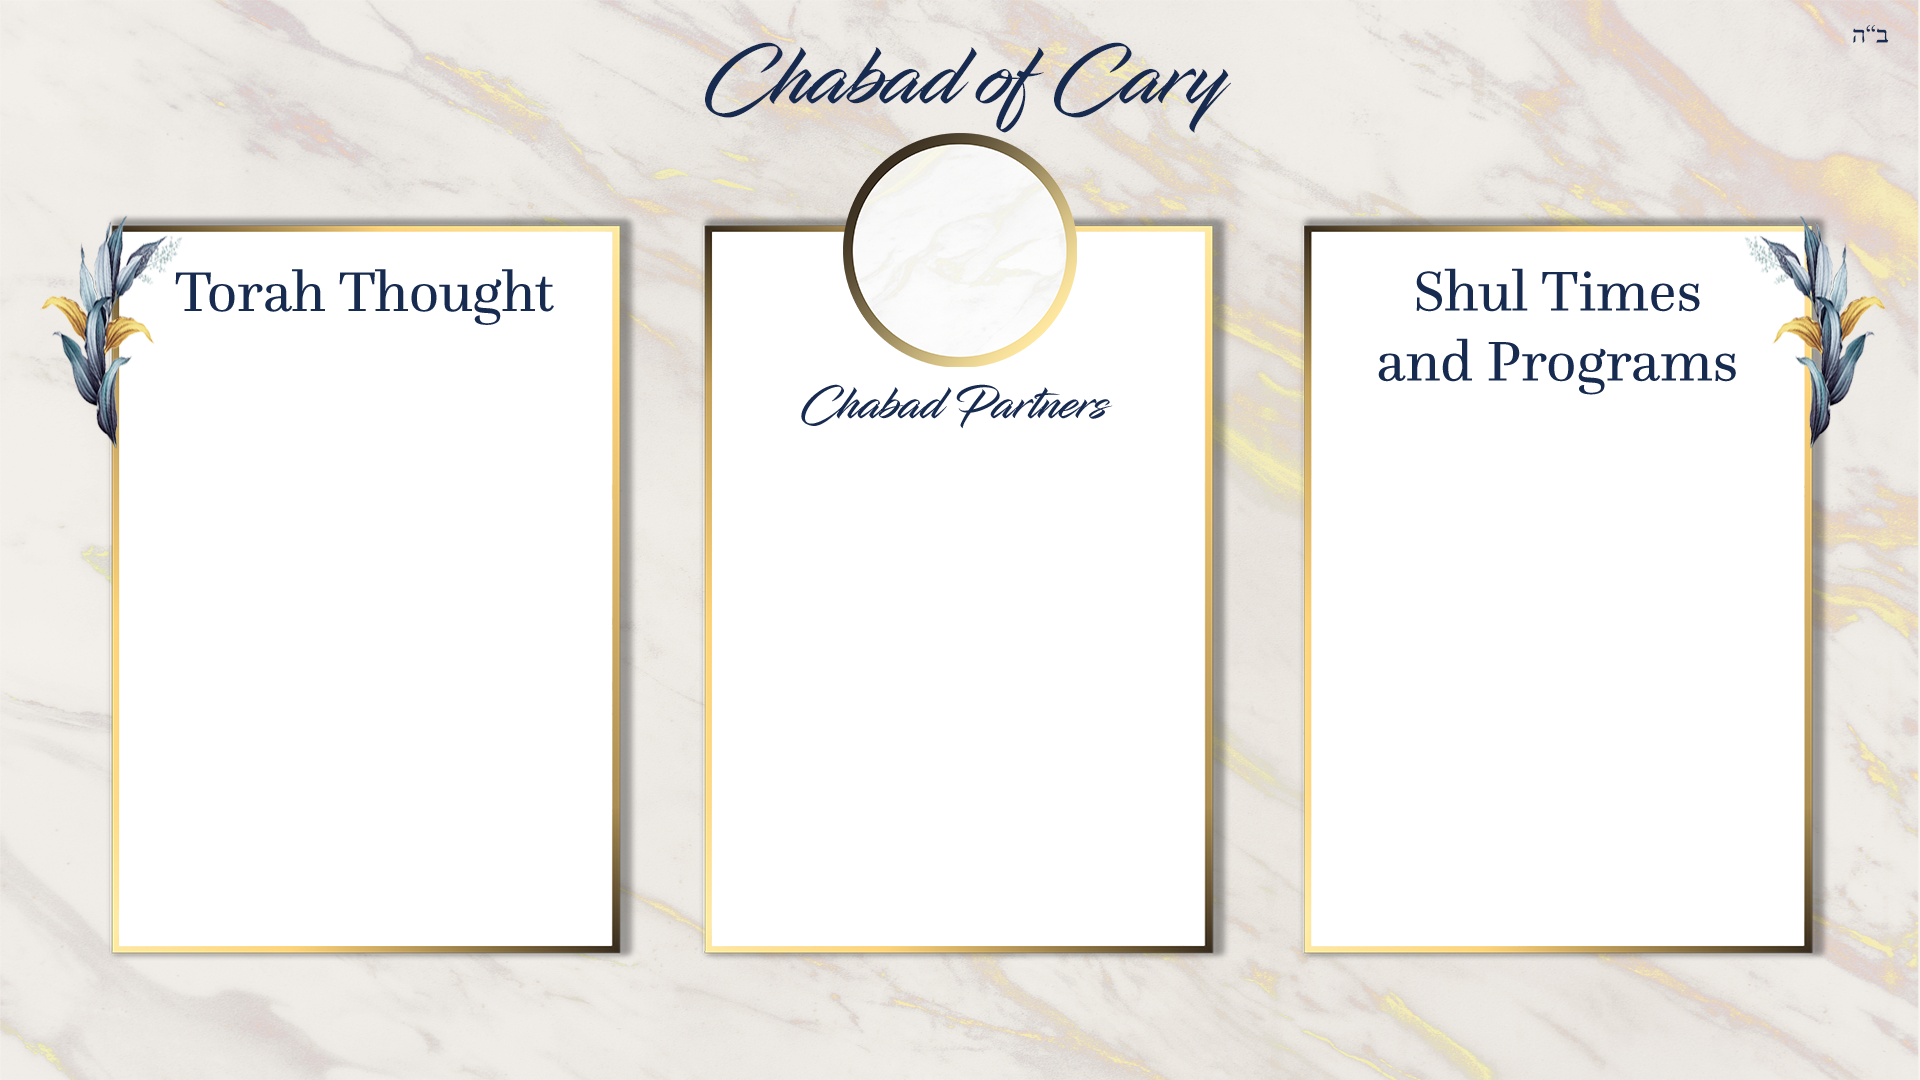 ב“ה
Chabad of Cary
Torah Thought
Chabad Partners
Shul Times
and Programs